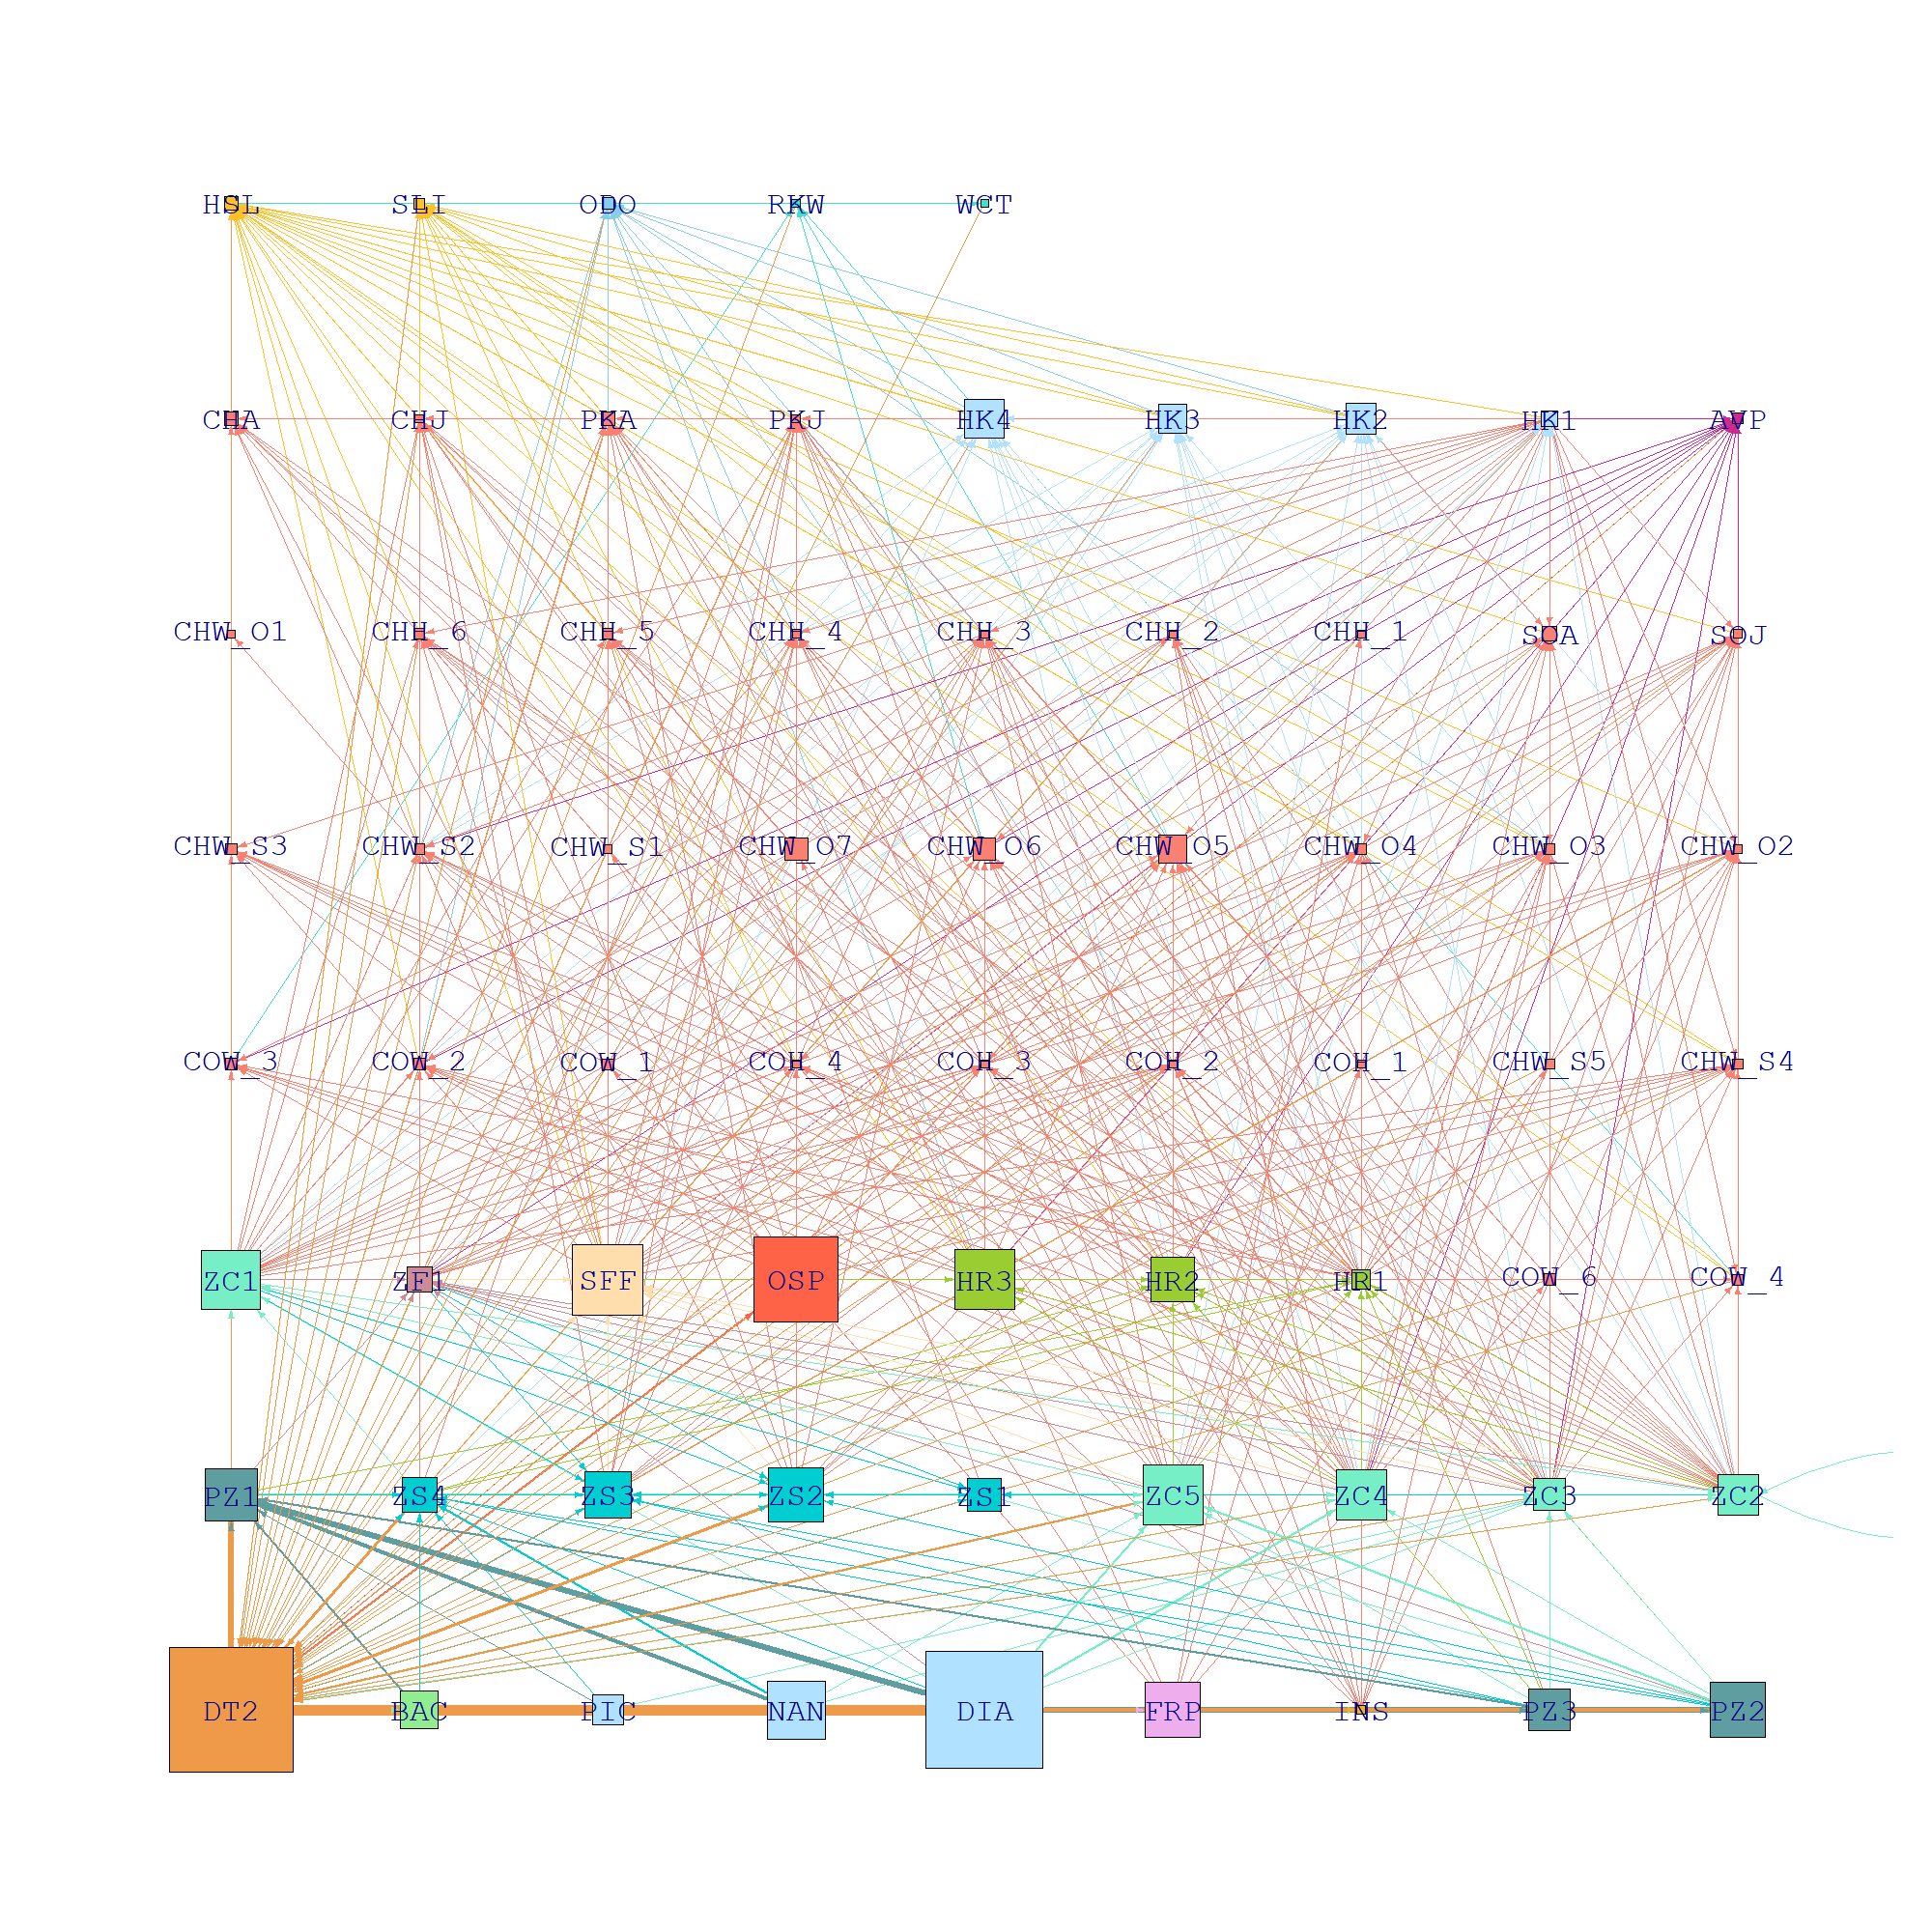 HSL SLI ODO RKW WCT
CHA CHJ PKA PKJ HK4 HK3 HK2 HK1 AVP
CHW_O1 CHH_6 CHH_5 CHH_4 CHH_3 CHH_2 CHH_1 SOA SOJ
CHW_S3 CHW_S2 CHW_S1 CHW_O7 CHW_O6 CHW_O5 CHW_O4 CHW_O3 CHW_O2
COW_3 COW_2 COW_1 COH_4 COH_3 COH_2 COH_1 CHW_S5 CHW_S4
ZC1 ZF1 SFF OSP HR3 HR2 HR1 COW_6 COW_4
PZ1 ZS4 ZS3 ZS2 ZS1 ZC5 ZC4 ZC3 ZC2
DT2 BAC PIC NAN DIA FRP INS PZ3 PZ2